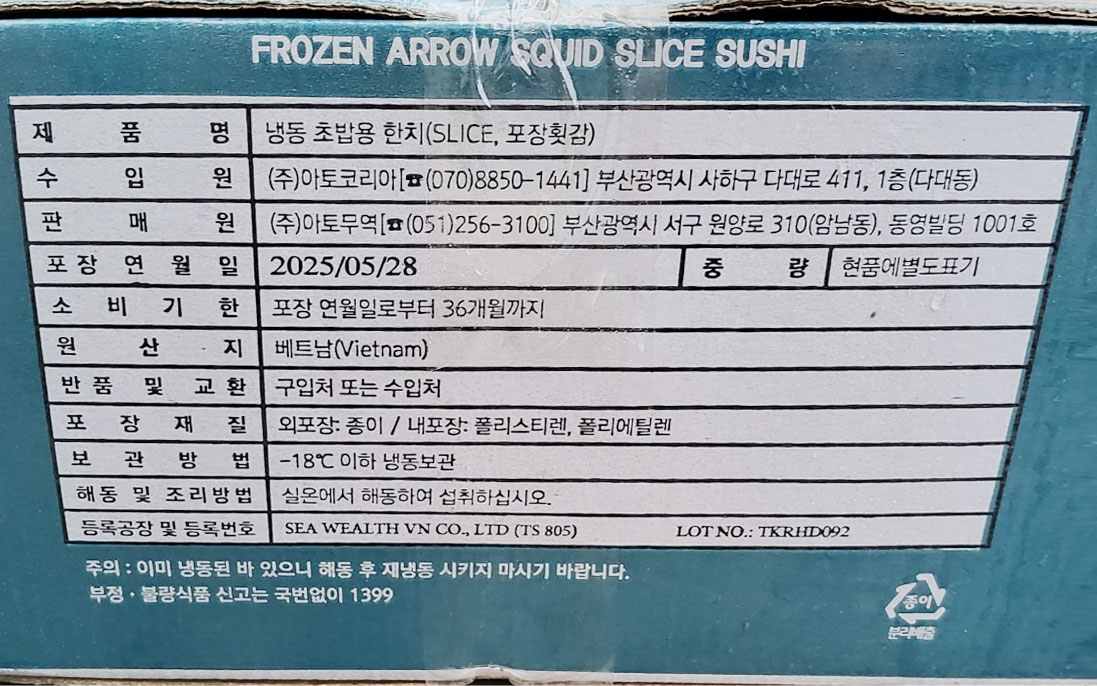 FROZEN ARROW SQUID SLICE SUSHI
제 품 명 냉동 초밥용 한치(SLICE, 포장횟감)
수 입 원 (주)아토코리아[☎(070)8850-1441] 부산광역시 사하구 다대로 411, 1층(다대동)
판 매 원 (주)아토무역[☎(051)256-3100] 부산광역시 서구 원양로 310(암남동), 동영빌딩 1001호
포 장 연 월 일 2025/05/28 중 량 현품에별도표기
소 비 기 한 포장 연월일로부터 36개월까지
원 산 지 베트남(Vietnam)
반 품 및 교 환 구입처 또는 수입처
포 장 재 질 외포장: 종이 / 내포장: 폴리스티렌, 폴리에틸렌
보 관 방 법 -18℃ 이하 냉동보관
해동 및 조리방법 실온에서 해동하여 섭취하십시오.
등록공장 및 등록번호 SEA WEALTH VN CO., LTD (TS 805) LOT NO.: TKRHD092
주의 : 이미 냉동된 바 있으니 해동 후 재냉동 시키지 마시기 바랍니다.
부정 · 불량식품 신고는 국번없이 1399
종이
분리배출